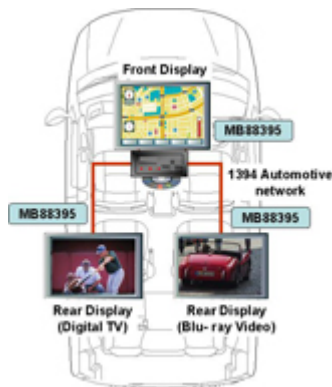 Front Display
MB88395
1394 Automotive
network
MB88395
MB88395
Rear Display
(Digital TV)
Rear Display
(Blu- ray Video)